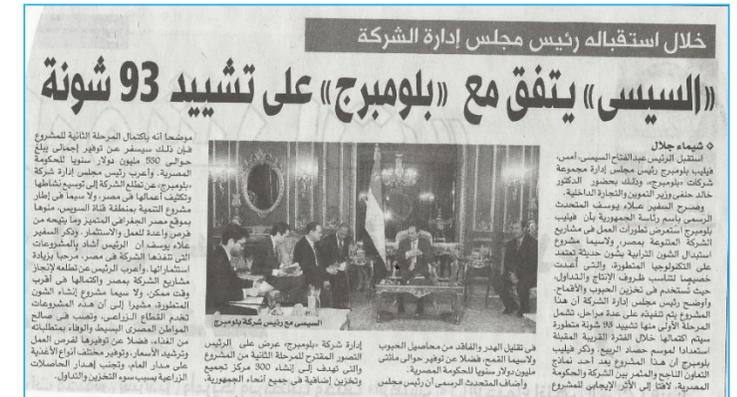 خلال استقباله رئيس مجلس إدارة الشركة
«السيسى» يتفق مع «بلومبرج» على تشييد 93 شونة
◊ شيماء جلال
استقبل الرئيس عبدالفتاح السيسى، أمس،
فيليب بلومبرج رئيس مجلس إدارة مجموعة
شركات «بلومبرج»، وذلك بحضور الدكتور
خالد حنفى وزير التموين والتجارة الداخلية.
وصرح السفير علاء يوسف المتحدث
الرسمى باسم رئاسة الجمهورية بأن فيليب
بلومبرج استعرض تطورات العمل فى مشاريع
الشركة المتنوعة بمصر، ولاسيما مشروع
استبدال الشون الترابية بشون حديثة تعتمد
على التكنولوجيا المتطورة، والتى أعدت
خصيصا لتناسب ظروف الإنتاج والتداول،
حيث تستخدم فى تخزين الحبوب والأقماح.
وأوضح رئيس مجلس إدارة الشركة أن هذا
المشروع يتم تنفيذه على عدة مراحل، تشمل
المرحلة الأولى منها تشييد 93 شونة متطورة
سيتم اكتمالها خلال الفترة القريبة المقبلة
استعدادا لموسم حصاد الربيع. وذكر فيليب
بلومبرج أن هذا المشروع يعد أحد نماذج
التعاون الناجح والمثمر بين الشركة والحكومة
المصرية، لافتا إلى الأثر الإيجابى للمشروع
السيسى مع رئيس شركة بلومبرج
فى تقليل الهدر والفاقد من محاصيل الحبوب
ولاسيما القمح، فضلا عن توفير حوالى مائتى
مليون دولار سنويا للحكومة المصرية.
وأضاف المتحدث الرسمى أن رئيس مجلس
إدارة شركة بلومبرج، عرض على الرئيس
التصور المقترح للمرحلة الثانية من المشروع
والتى تهدف إلى إنشاء 300 مركز تجميع
وتخزين إضافية فى جميع أنحاء الجمهورية،
موضحا أنه باكتمال المرحلة الثانية للمشروع
فإن ذلك سيسفر عن توفير إجمالى يبلغ
حوالى 550 مليون دولار سنويا للحكومة
المصرية. وأعرب رئيس مجلس إدارة شركة
«بلومبرج»، عن تطلع الشركة إلى توسيع نشاطها
وتكثيف أعمالها فى مصر، ولا سيما فى إطار
مشروع التنمية بمنطقة قناة السويس، منوها
بموقع مصر الجغرافى المتميز وما يتيحه من
فرص واعدة للعمل والاستثمار. وذكر السفير
علاء يوسف أن الرئيس أشاد بالمشروعات
التى تنفذها الشركة فى مصر، مرحبا بزيادة
استثماراتها. وأعرب الرئيس عن تطلعه لإنجاز
مشاريع الشركة بمصر واكتمالها فى أقرب
وقت ممكن، ولا سيما مشروع إنشاء الشون
المتطورة، مشيرا إلى أن هذه المشروعات
تخدم القطاع الزراعى، وتصب فى صالح
المواطن المصرى البسيط والوفاء بمتطلباته
من الغذاء، فضلا عن توفيرها لفرص العمل
وترشيد الأسعار، وتوفير مختلف أنواع الأغذية
على مدار العام، وتجنب إهدار الحاصلات
الزراعية بسبب سوء التخزين والتداول.